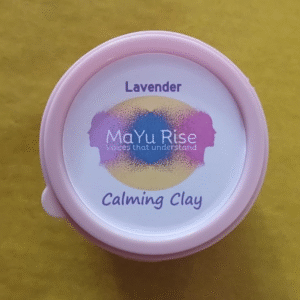 Lavender
MaYu Rise
voices that understand
Calming Clay